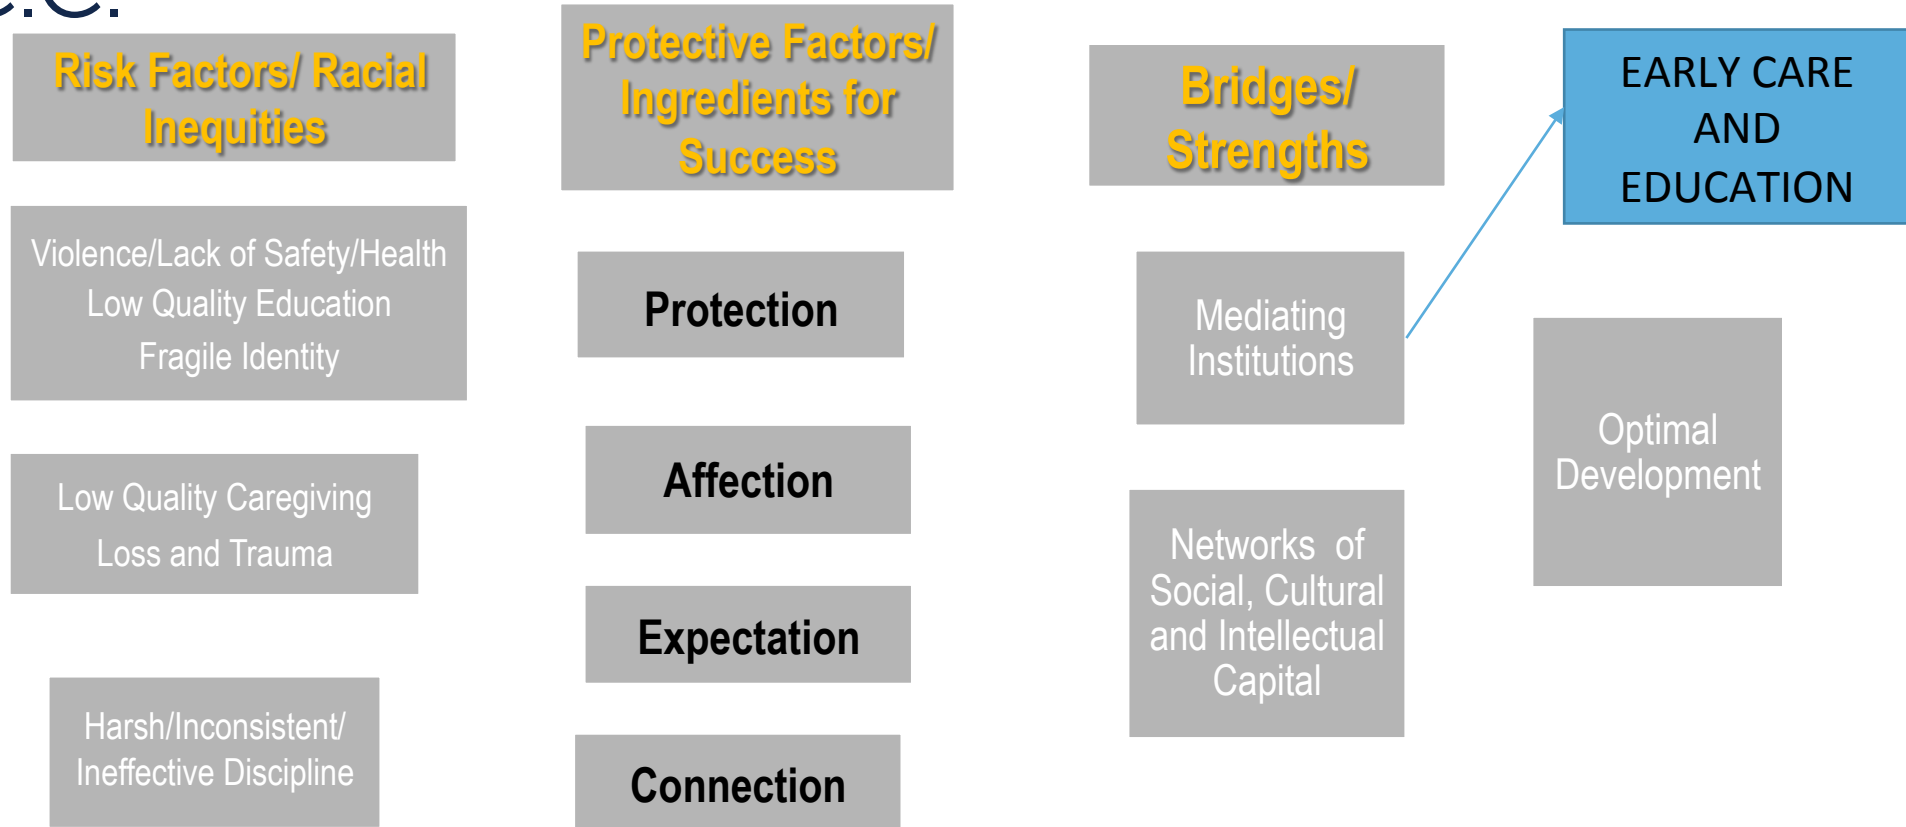 Risk Factors/ Racial
Inequities
Violence/Lack of Safety/Health
Low Quality Education
Fragile Identity
Low Quality Caregiving
Loss and Trauma
Harsh/Inconsistent/
Ineffective Discipline
Protective Factors/
Ingredients for
Success
Protection
Affection
Expectation
Connection
Bridges/
Strengths
Mediating
Institutions
Networks of
Social, Cultural
and Intellectual
Capital
EARLY CARE
AND
EDUCATION
Optimal
Development